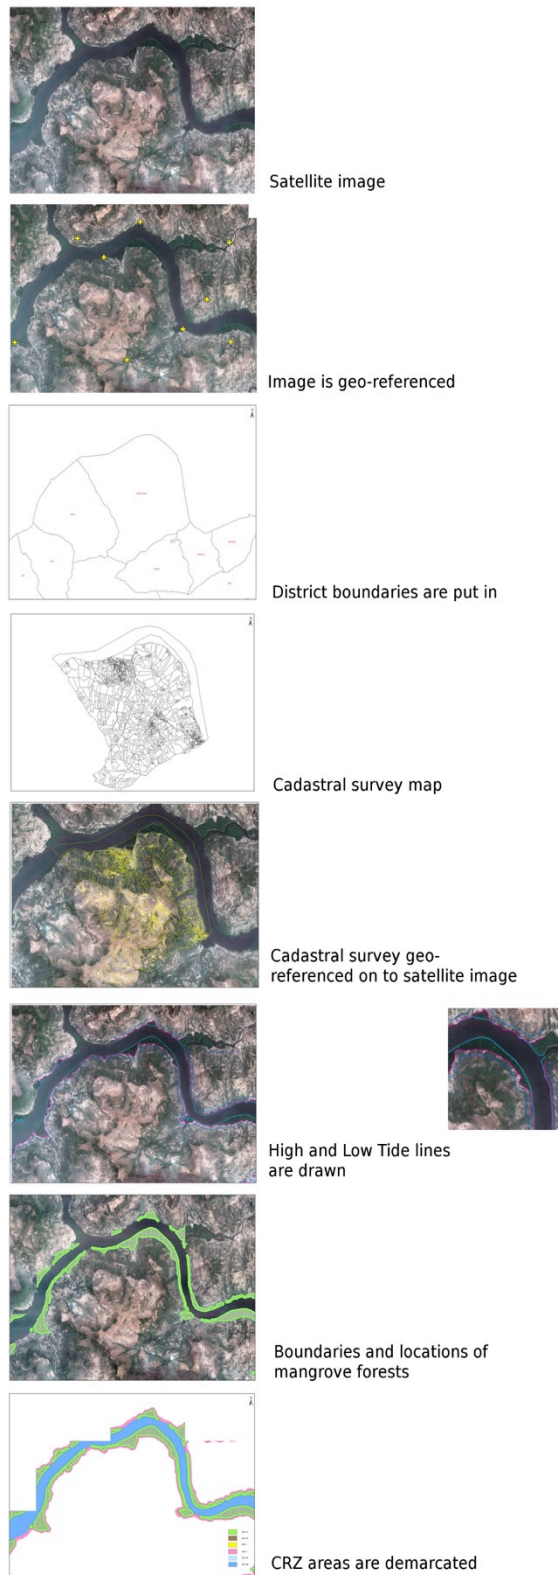 Satellite image
Image is geo-referenced
District boundaries are put in
Cadastral survey map
Cadastral survey geo-
referenced on to satellite image
High and Low Tide lines
are drawn
Boundaries and locations of
mangrove forests
CRZ areas are demarcated